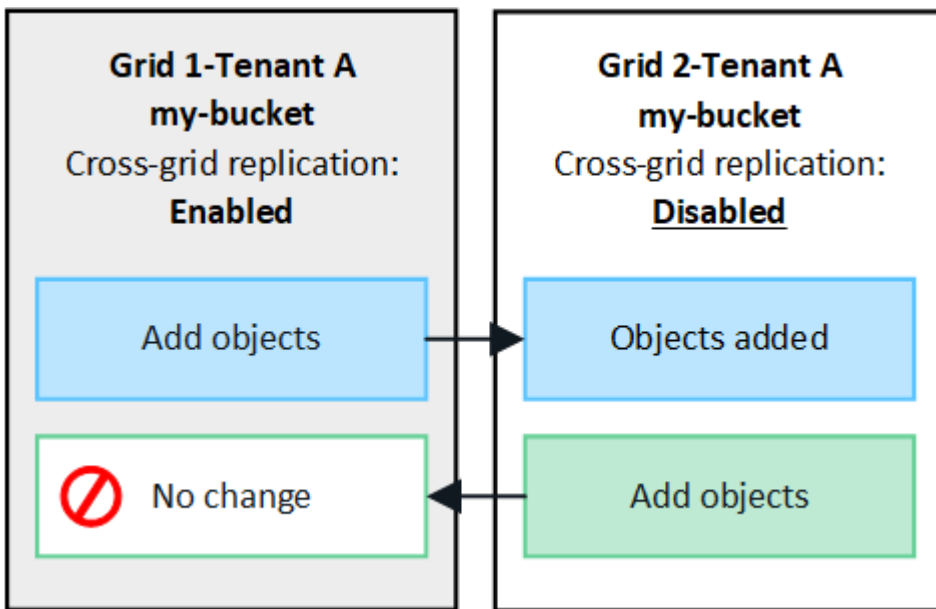 Grid 1-Tenant A
my-bucket
Cross-grid replication:
Enabled
Add objects
No change
Grid 2-Tenant A
my-bucket
Cross-grid replication:
Disabled
Objects added
Add objects